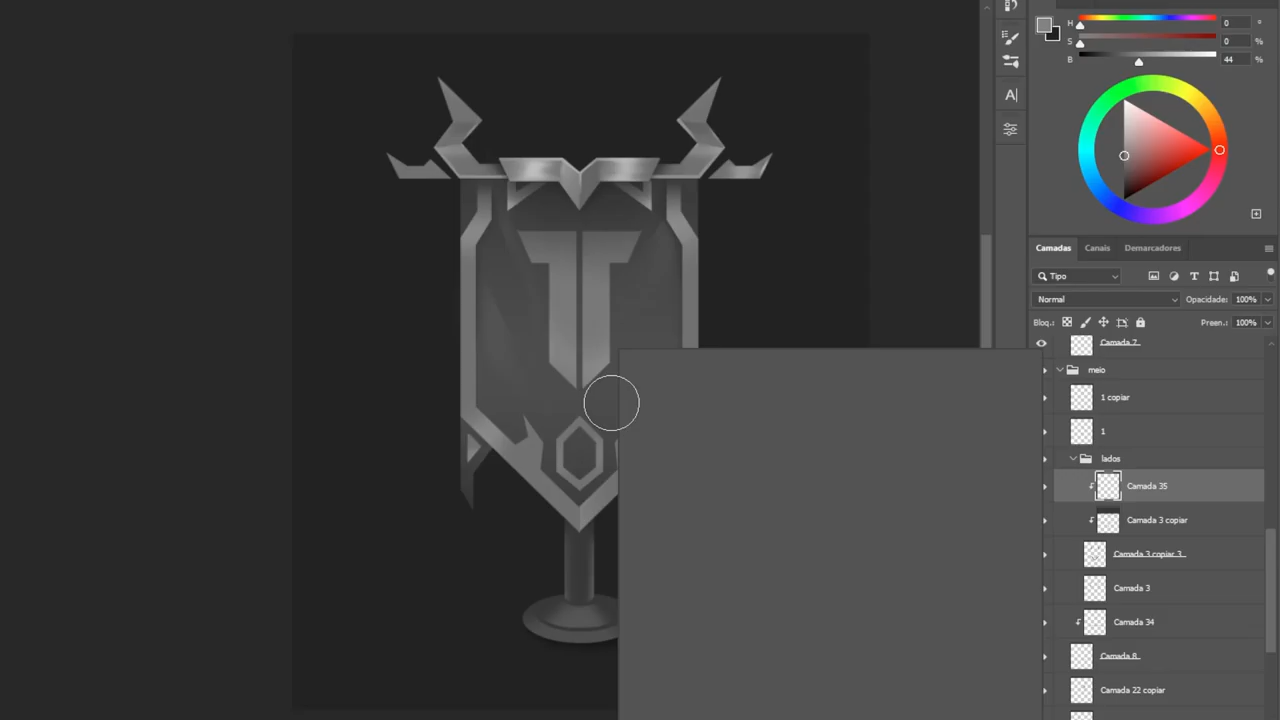 H 0 °
S 0 %
B 44 %
A|
Camadas Canais Demarcadores
Tipo T
Normal Opacidade: 100%
Bloq.: Preen.: 100%
Camada 7
meio
1 copiar
1
lados
Camada 35
Camada 3 copiar
Camada 3 copiar 3
Camada 3
Camada 34
Camada 8
Camada 22 copiar